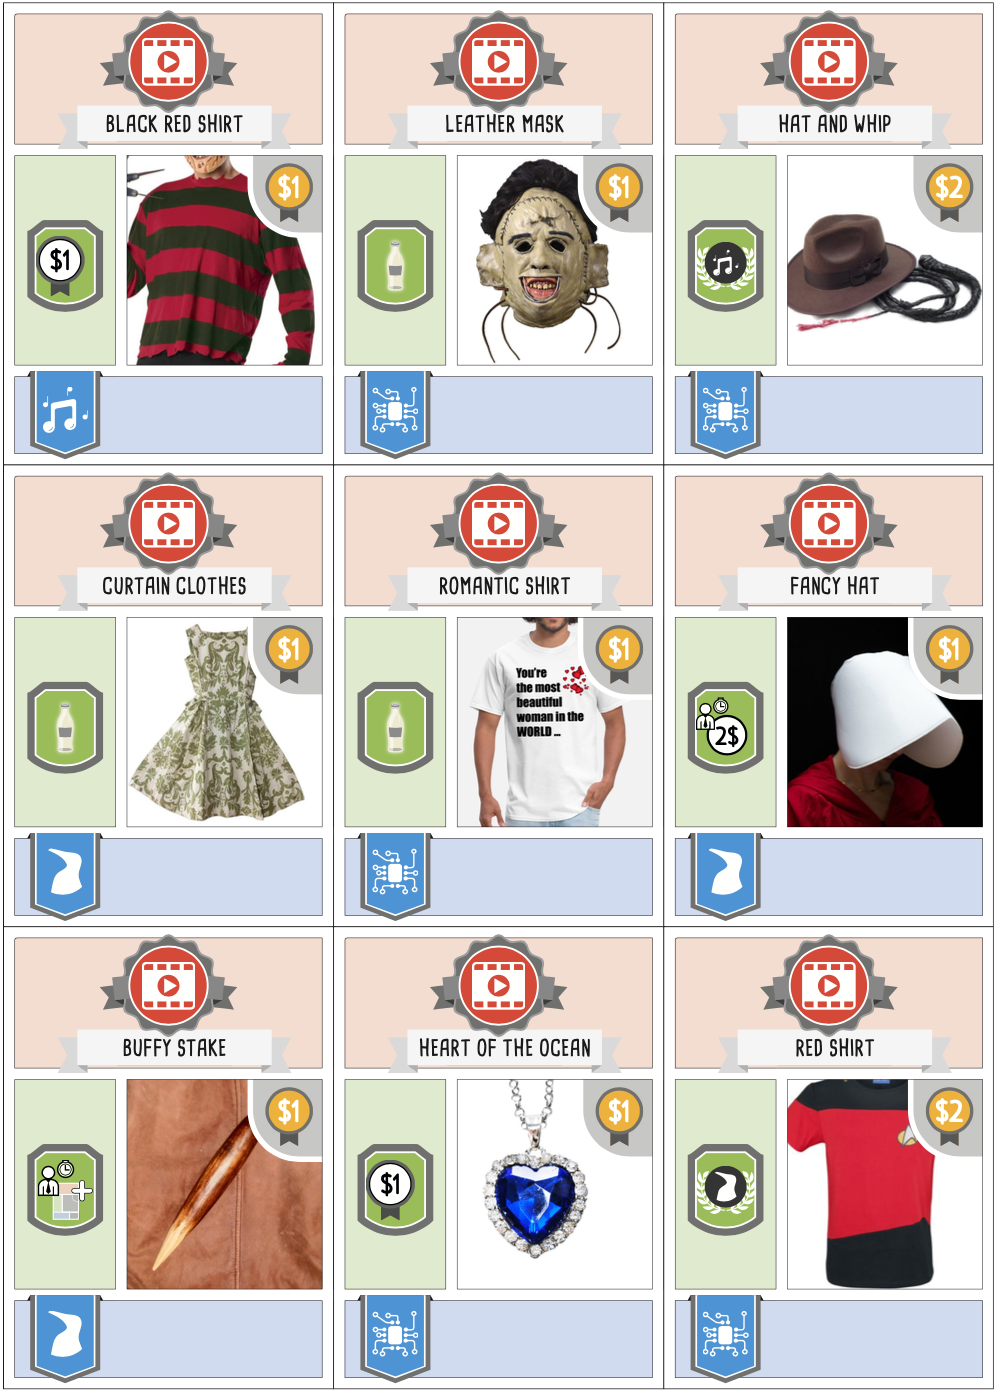 BLACK RED SHIRT
$1
$1
LEATHER MASK
$1
HAT AND WHIP
$2
CURTAIN CLOTHES
$1
ROMANTIC SHIRT
$1
You're
the most
beautiful
woman in the
WORLD ...
FANCY HAT
2$
$1
BUFFY STAKE
$1
HEART OF THE OCEAN
$1
$1
RED SHIRT
$2